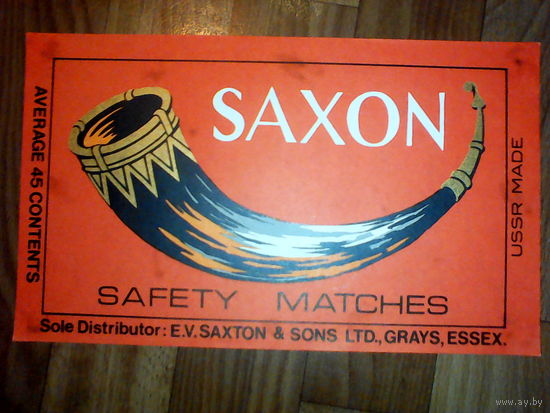 SAXON
AVERAGE 45 CONTENTS
USSR MADE
SAFETY MATCHES
Sole Distributor: E.V. SAXTON & SONS LTD., GRAYS, ESSEX.
© www.ay.by